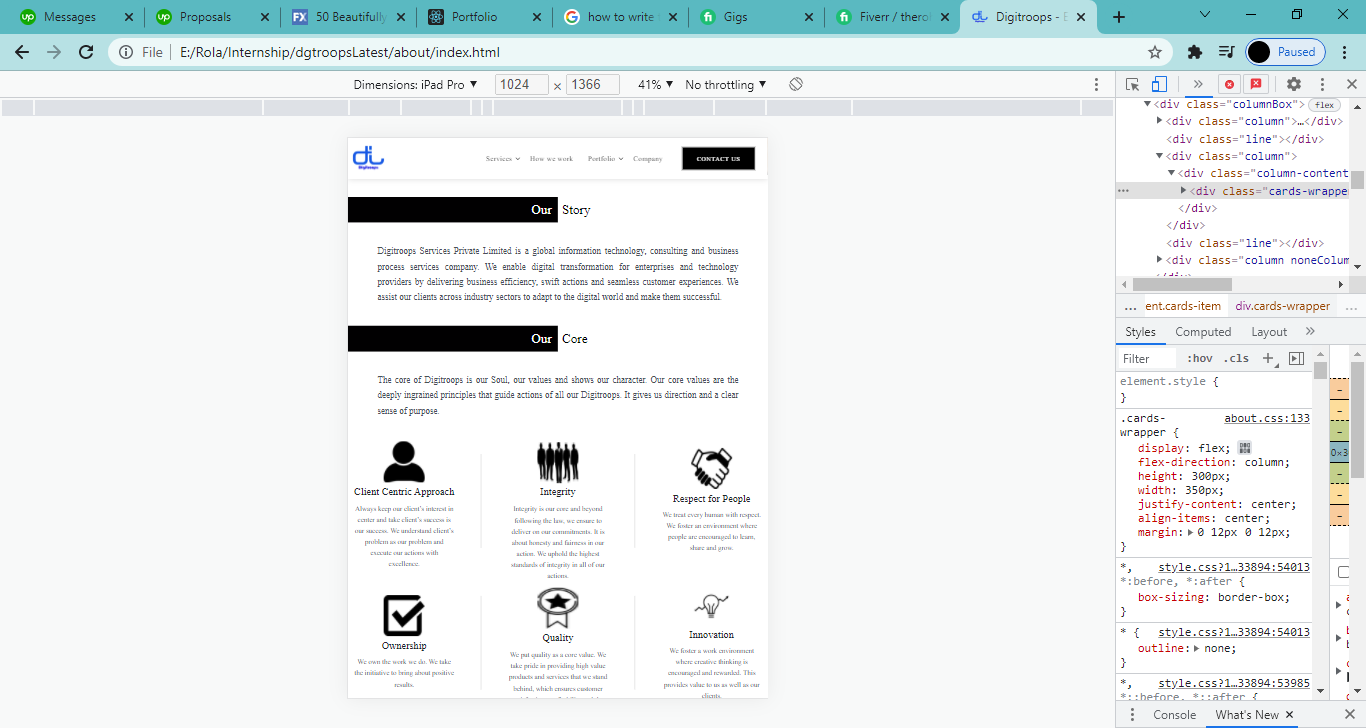 Messages
Proposals
50 Beautifully
Portfolio
how to write
Gigs
Fiverr / therol
Digitroops - E
File
E:/Rola/Internship/dgtroopsLatest/about/index.html
Paused
Dimensions: iPad Pro ▼ 1024 × 1366 41% ▼ No throttling ▼
DL
Digitroops
Services How we work Portfolio Company CONTACT US
Our Story
Digitroops Services Private Limited is a global information technology, consulting and business
process services company. We enable digital transformation for enterprises and technology
providers by delivering business efficiency, swift actions and seamless customer experiences. We
assist our clients across industry sectors to adapt to the digital world and make them successful.
Our Core
The core of Digitroops is our Soul, our values and shows our character. Our core values are the
deeply ingrained principles that guide actions of all our Digitroops. It gives us direction and a clear
sense of purpose.
Client Centric Approach
Always keep our client's interest in
center and take client's success is
our success. We understand client's
problem as our problem and
execute our actions with
excellence.
Integrity
Integrity is our core and beyond
following the law, we ensure to
deliver on our commitments. It is
about honesty and fairness in our
action. We uphold the highest
standards of integrity in all of our
actions.
Respect for People
We treat every human with respect.
We foster an environment where
people are encouraged to learn,
share and grow.
Ownership
We own the work we do. We take
the initiative to bring about positive
results.
Quality
We put quality as a core value. We
take pride in providing high value
products and services that we stand
behind, which ensures customer
Innovation
We foster a work environment
where creative thinking is
encouraged and rewarded. This
provides value to us as well as our
clients.
▼<div class="columnBox"> flex
▶<div class="column">…</div>
<div class="line"></div>
▼<div class="column">
▼<div class="column-content
▶<div class="cards-wrappe
</div>
</div>
<div class="line"></div>
▶<div class="column noneColum
... ent.cards-item div.cards-wrapper ...
Styles Computed Layout »
Filter :hov .cls +
element.style {
}
.cards- about.css:133
wrapper {
display: flex;
flex-direction: column;
height: 300px;
width: 350px;
justify-content: center;
align-items: center;
margin: ▶ 0 12px 0 12px;
}
*, style.css?1…33894:54013
*:before, *:after {
box-sizing: border-box;
}
* { style.css?1…33894:54013
outline: ▶ none;
}
*, style.css?1…33894:53985
*::before, *::after {
Console What's New ×